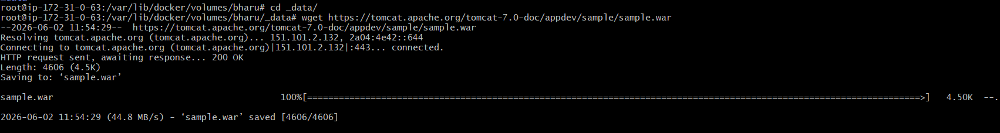 _data
root@ip-172-31-0-63:/var/lib/docker/volumes/bharu# cd _data/
root@ip-172-31-0-63:/var/lib/docker/volumes/bharu/_data# wget https://tomcat.apache.org/tomcat-7.0-doc/appdev/sample/sample.war
--2026-06-02 11:54:29--  https://tomcat.apache.org/tomcat-7.0-doc/appdev/sample/sample.war
Resolving tomcat.apache.org (tomcat.apache.org)... 151.101.2.132, 2a04:4e42::644
Connecting to tomcat.apache.org (tomcat.apache.org)|151.101.2.132|:443... connected.
HTTP request sent, awaiting response... 200 OK
Length: 4606 (4.5K)
Saving to: ‘sample.war’
sample.war 100%[====================================================================================================================>] 4.50K --.
2026-06-02 11:54:29 (44.8 MB/s) - ‘sample.war’ saved [4606/4606]